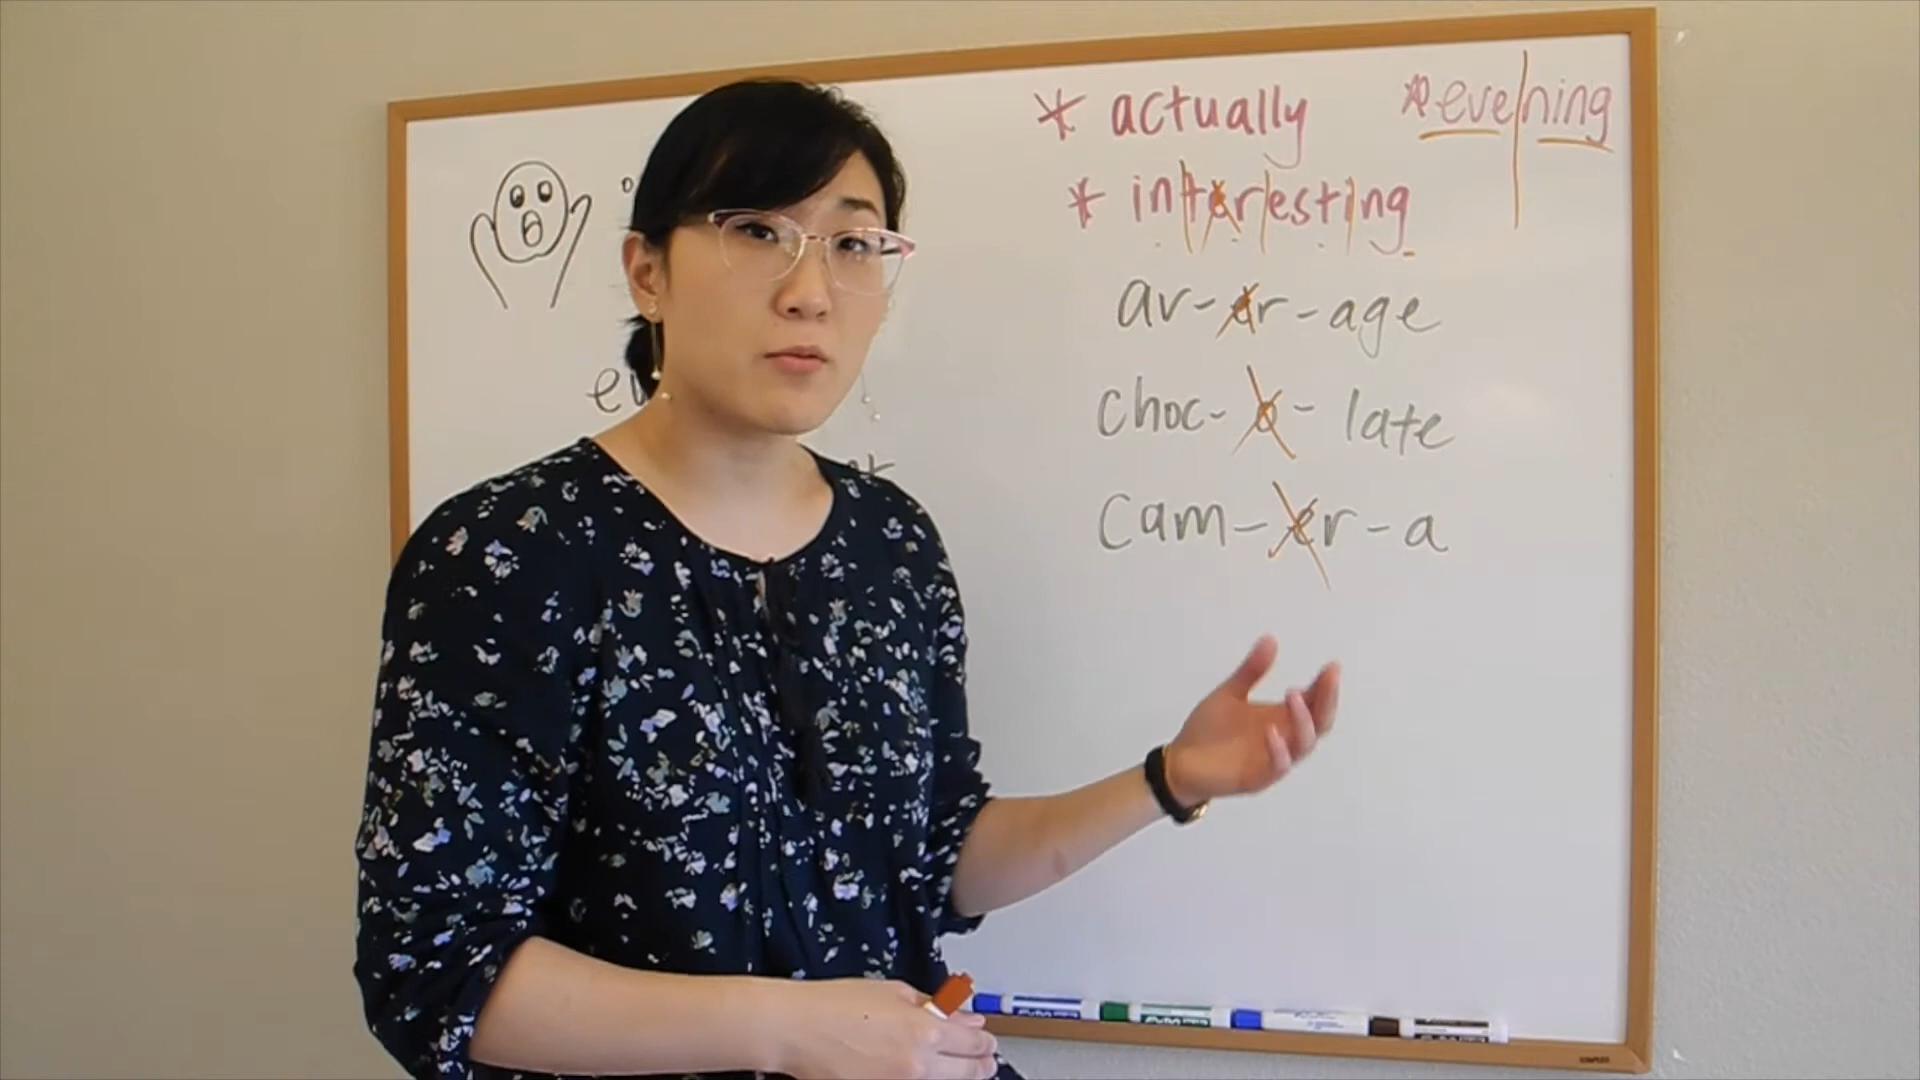 * actually
* evening
* interesting
av-er-age
choc-o-late
cam-er-a